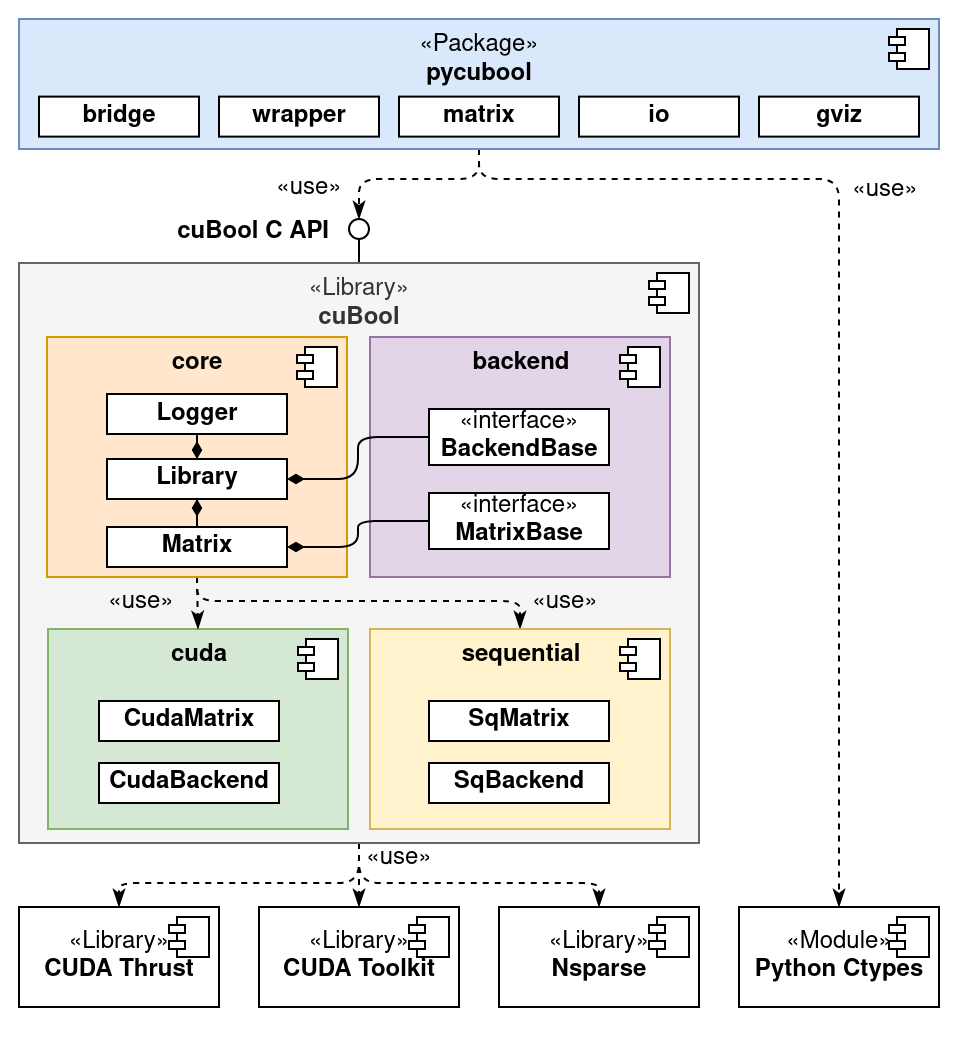 «Package»
pycubool
bridge
wrapper
matrix
io
gviz
«use»
«use»
cuBool C API
«Library»
cuBool
core
backend
Logger
«interface»
BackendBase
Library
«interface»
MatrixBase
Matrix
«use»
«use»
cuda
sequential
CudaMatrix
SqMatrix
CudaBackend
SqBackend
«use»
«Library»
CUDA Thrust
«Library»
CUDA Toolkit
«Library»
Nsparse
«Module»
Python Ctypes